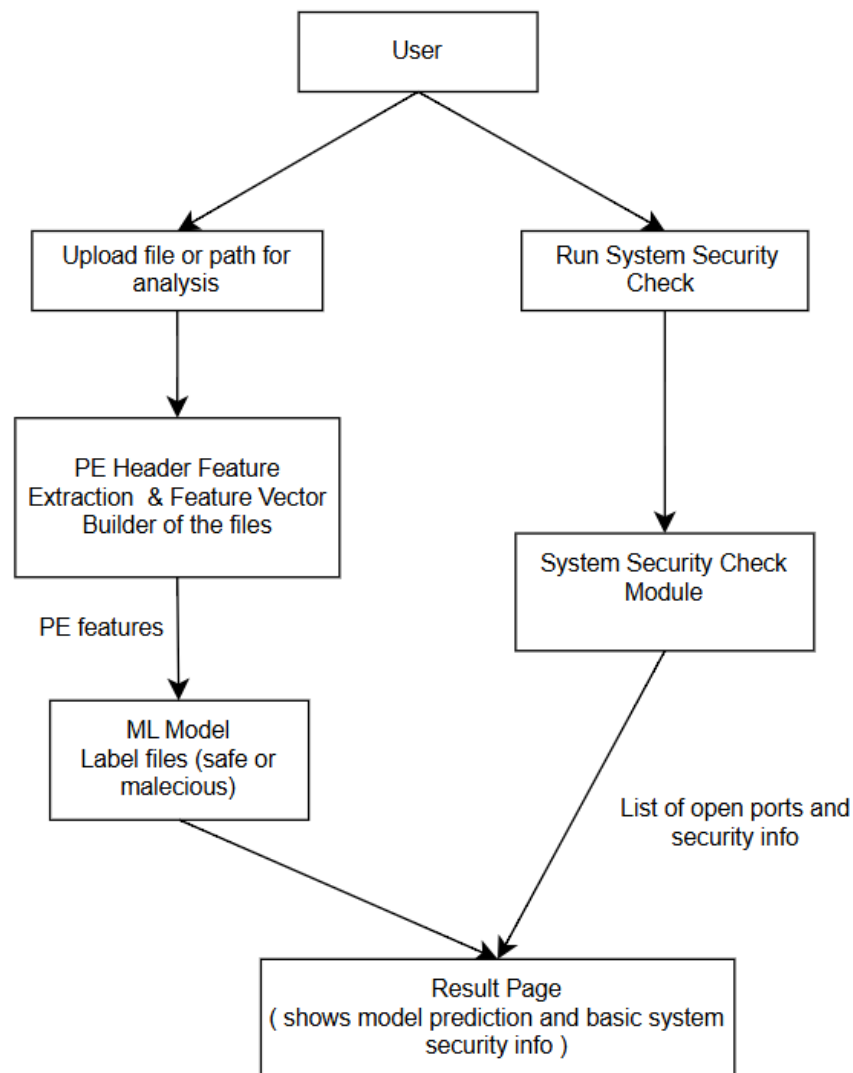 User
Upload file or path for
analysis
Run System Security
Check
PE Header Feature
Extraction & Feature Vector
Builder of the files
System Security Check
Module
PE features
ML Model
Label files (safe or
malecious)
List of open ports and
security info
Result Page
( shows model prediction and basic system
security info )